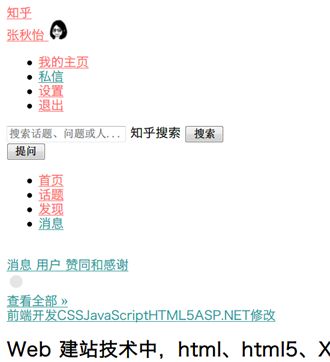 知乎
张秋怡
我的主页
私信
设置
退出
搜索话题、问题或人... 知乎搜索 搜索
提问
首页
话题
发现
消息
消息 用户 赞同和感谢
查看全部 »
前端开发CSSJavaScriptHTML5ASP.NET修改
Web 建站技术中，html、html5、X